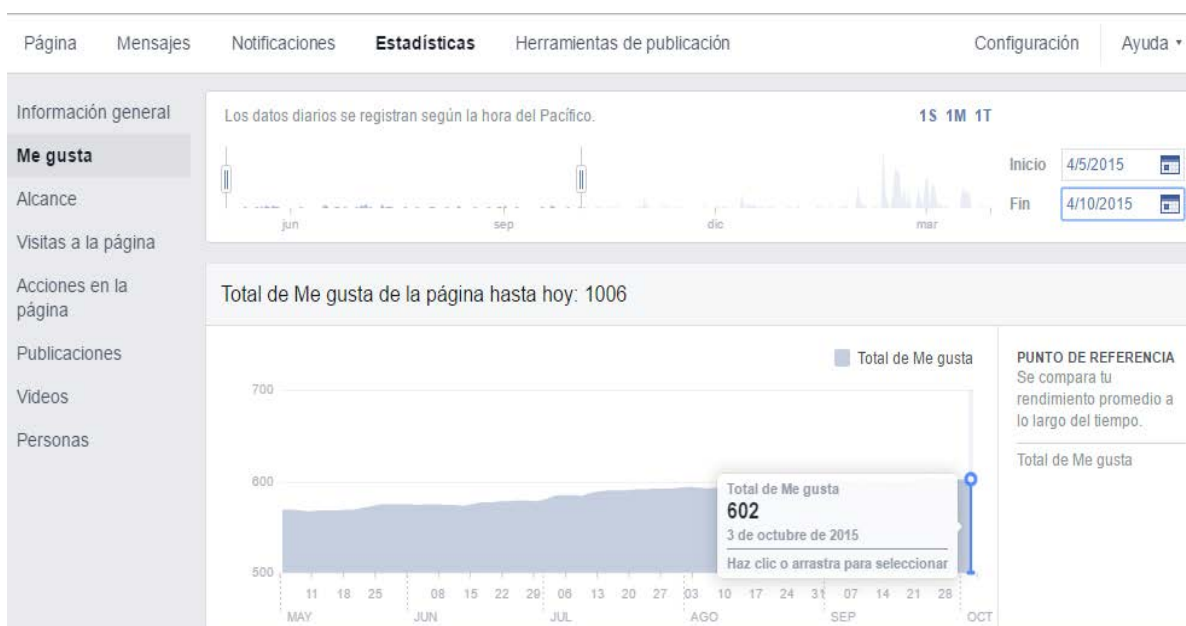 Página Mensajes Notificaciones Estadísticas Herramientas de publicación Configuración Ayuda
Información general
Me gusta
Alcance
Visitas a la página
Acciones en la
página
Publicaciones
Videos
Personas
Los datos diarios se registran según la hora del Pacífico.
1S 1M 1T
jun sep dic mar
Inicio 4/5/2015
Fin 4/10/2015
Total de Me gusta de la página hasta hoy: 1006
Total de Me gusta
700
600
500
Total de Me gusta
602
3 de octubre de 2015
Haz clic o arrastra para seleccionar
11 18 25 08 15 22 29 06 13 20 27 03 10 17 24 31 07 14 21 28
MAY JUN JUL AGO SEP OCT
PUNTO DE REFERENCIA
Se compara tu
rendimiento promedio a
lo largo del tiempo.
Total de Me gusta